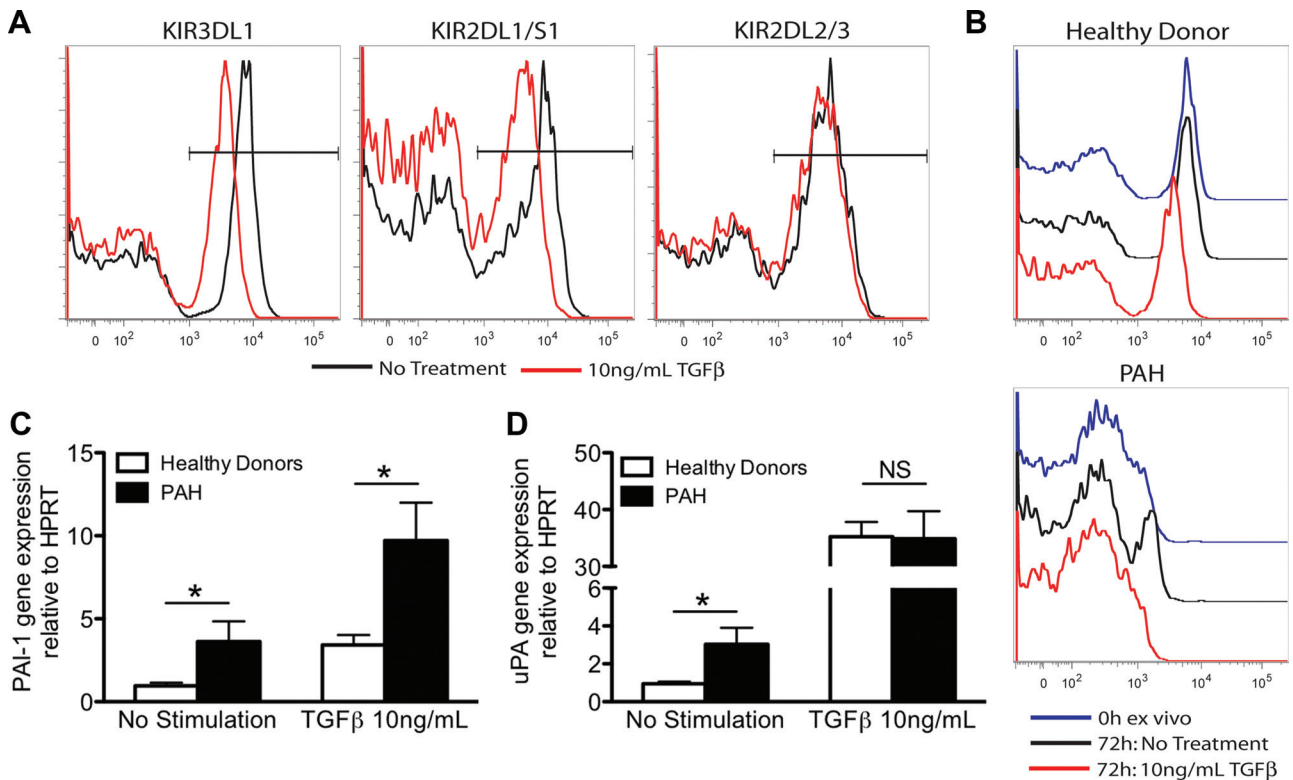 A
KIR3DL1
KIR2DL1/S1
KIR2DL2/3
0 10² 10³ 10⁴ 10⁵
0 10² 10³ 10⁴ 10⁵
0 10² 10³ 10⁴ 10⁵
No Treatment 10ng/mL TGFβ
B
Healthy Donor
0 10² 10³ 10⁴ 10⁵
PAH
0 10² 10³ 10⁴ 10⁵
0h ex vivo
72h: No Treatment
72h: 10ng/mL TGFβ
C
PAI-1 gene expression
relative to HPRT
15
10
5
0
Healthy Donors
PAH
*
*
No Stimulation
TGFβ 10ng/mL
D
uPA gene expression
relative to HPRT
50
40
30
6
4
2
0
Healthy Donors
PAH
*
NS
No Stimulation
TGFβ 10ng/mL